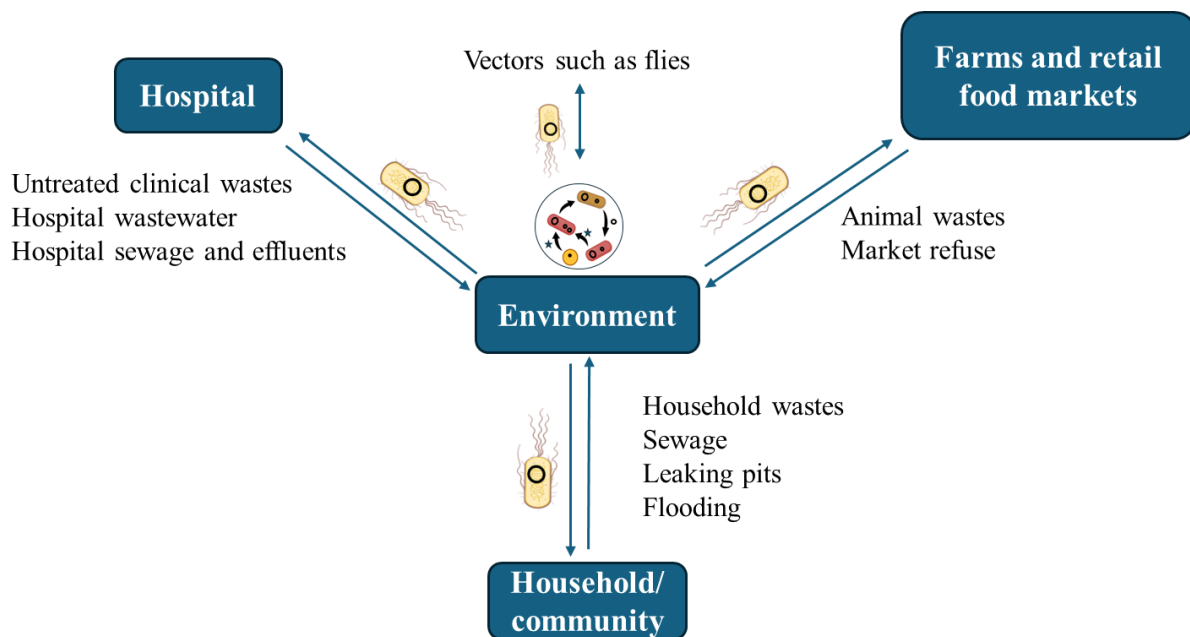 Vectors such as flies
Hospital
Farms and retail
food markets
Untreated clinical wastes
Hospital wastewater
Hospital sewage and effluents
Animal wastes
Market refuse
Environment
Household wastes
Sewage
Leaking pits
Flooding
Household/
community